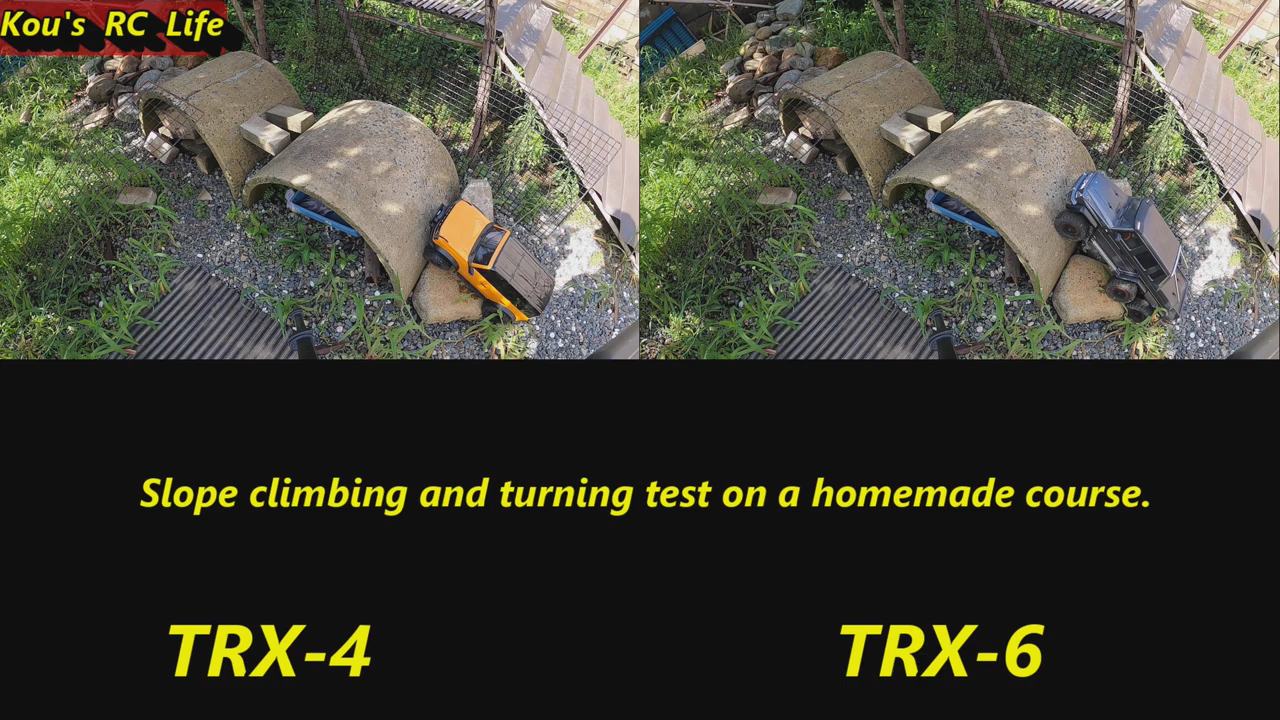 Kou's RC Life
Slope climbing and turning test on a homemade course.
TRX-4
TRX-6